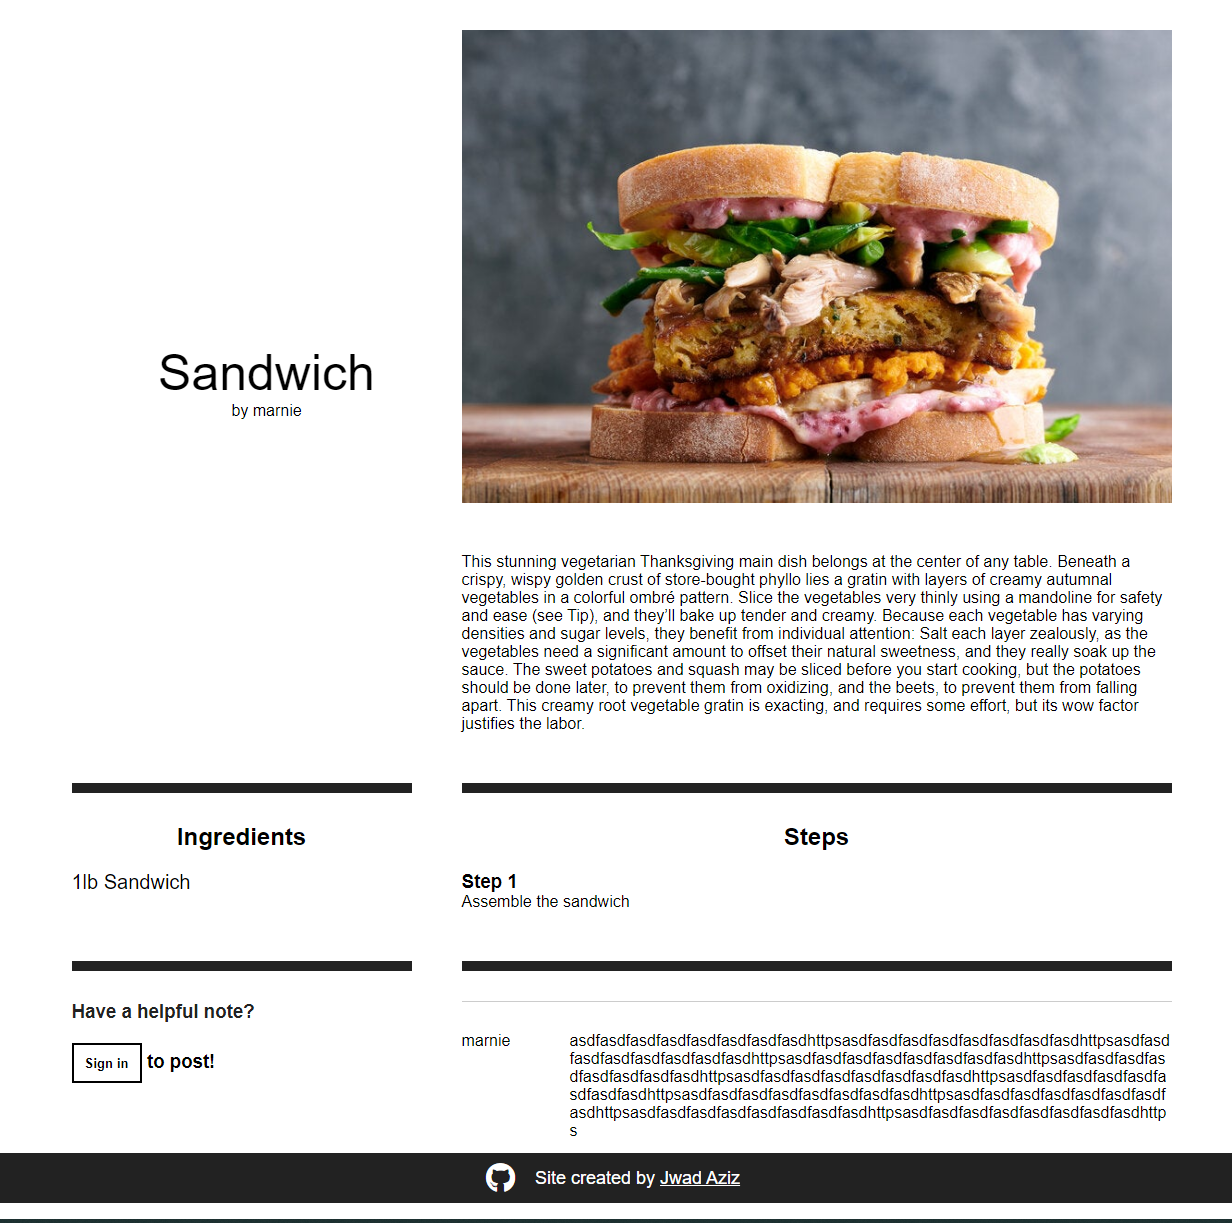 Sandwich
by marnie
This stunning vegetarian Thanksgiving main dish belongs at the center of any table. Beneath a
crispy, wispy golden crust of store-bought phyllo lies a gratin with layers of creamy autumnal
vegetables in a colorful ombré pattern. Slice the vegetables very thinly using a mandoline for safety
and ease (see Tip), and they’ll bake up tender and creamy. Because each vegetable has varying
densities and sugar levels, they benefit from individual attention: Salt each layer zealously, as the
vegetables need a significant amount to offset their natural sweetness, and they really soak up the
sauce. The sweet potatoes and squash may be sliced before you start cooking, but the potatoes
should be done later, to prevent them from oxidizing, and the beets, to prevent them from falling
apart. This creamy root vegetable gratin is exacting, and requires some effort, but its wow factor
justifies the labor.
Ingredients
1lb Sandwich
Steps
Step 1
Assemble the sandwich
Have a helpful note?
Sign in to post!
marnie
asdfasdfasdfasdfasdfasdfasdfasdhttpsasdfasdfasdfasdfasdfasdfasdfasdhttpsasdfasd
fasdfasdfasdfasdfasdfasdhttpsasdfasdfasdfasdfasdfasdfasdfasdhttpsasdfasdfasdfas
dfasdfasdfasdfasdhttpsasdfasdfasdfasdfasdfasdfasdfasdhttpsasdfasdfasdfasdfasdfa
sdfasdfasdhttpsasdfasdfasdfasdfasdfasdfasdfasdhttpsasdfasdfasdfasdfasdfasdfasdf
asdhttpsasdfasdfasdfasdfasdfasdfasdfasdhttpsasdfasdfasdfasdfasdfasdfasdfasdhttp
s
Site created by Jwad Aziz